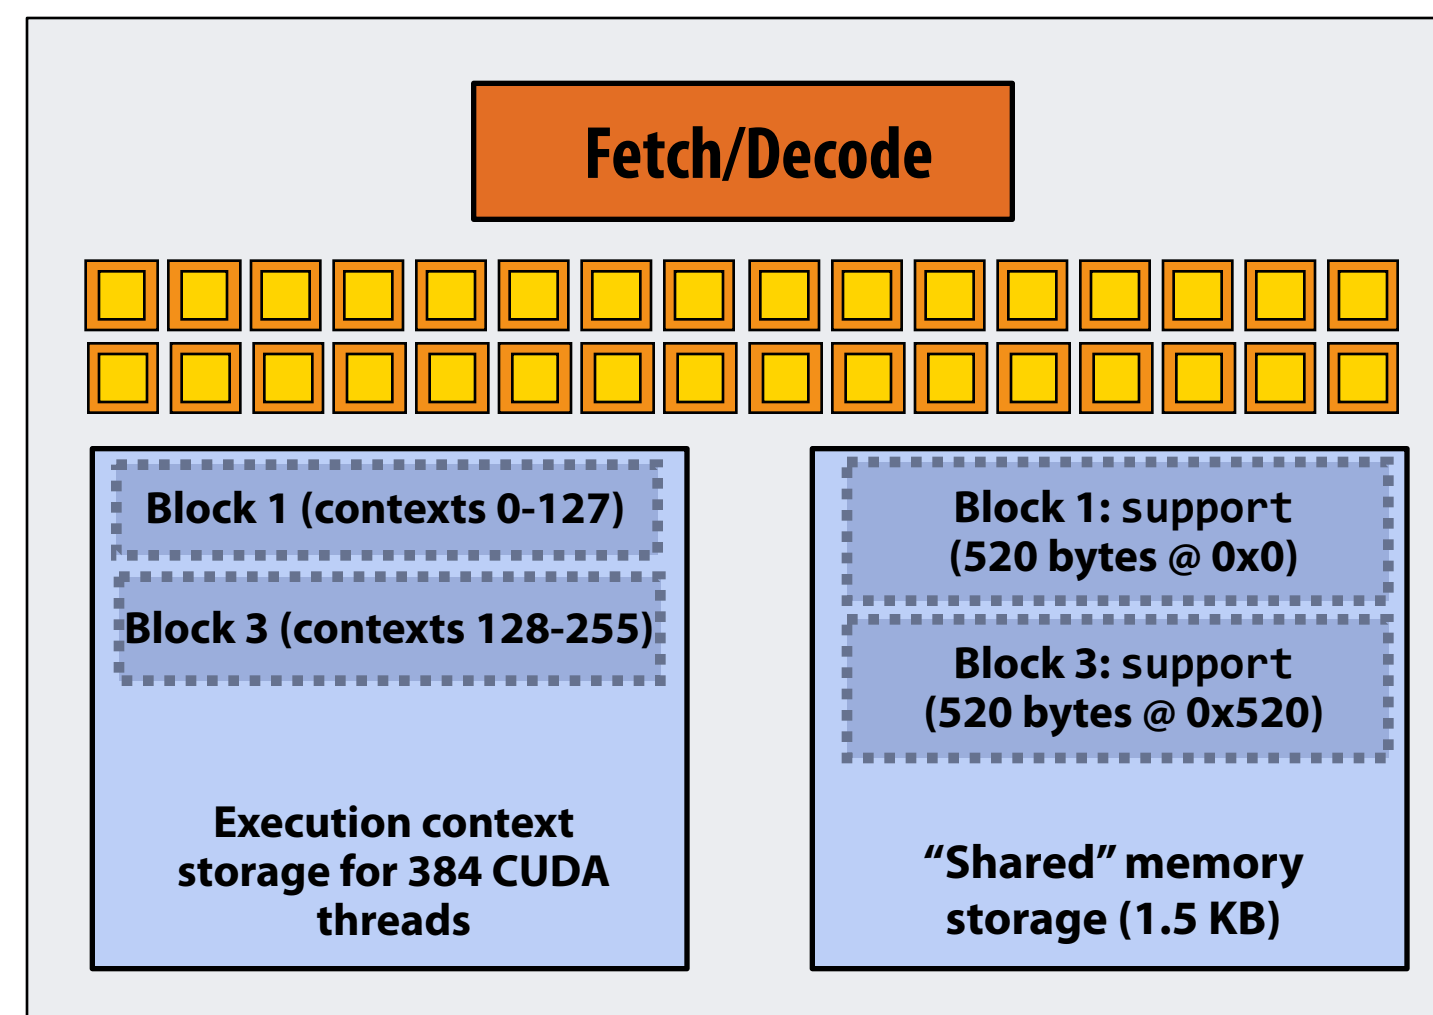 Fetch/Decode
Block 1 (contexts 0-127)
Block 3 (contexts 128-255)
Execution context
storage for 384 CUDA
threads
Block 1: support
(520 bytes @ 0x0)
Block 3: support
(520 bytes @ 0x520)
“Shared” memory
storage (1.5 KB)